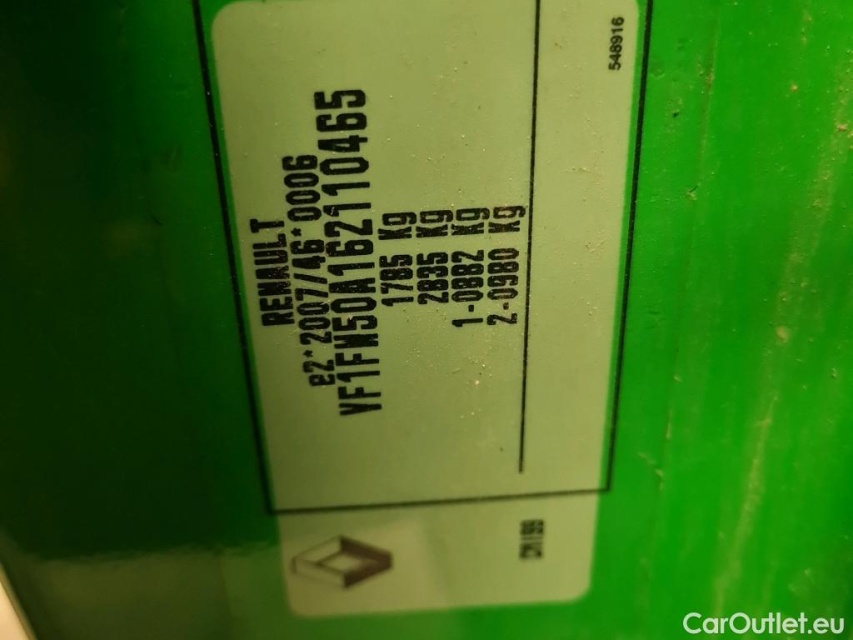 RENAULT
e2*2007/46*0006
VF1FW50A162110465
1785 Kg
2835 Kg
1-0882 Kg
2-0980 Kg
548916
CarOutlet.eu